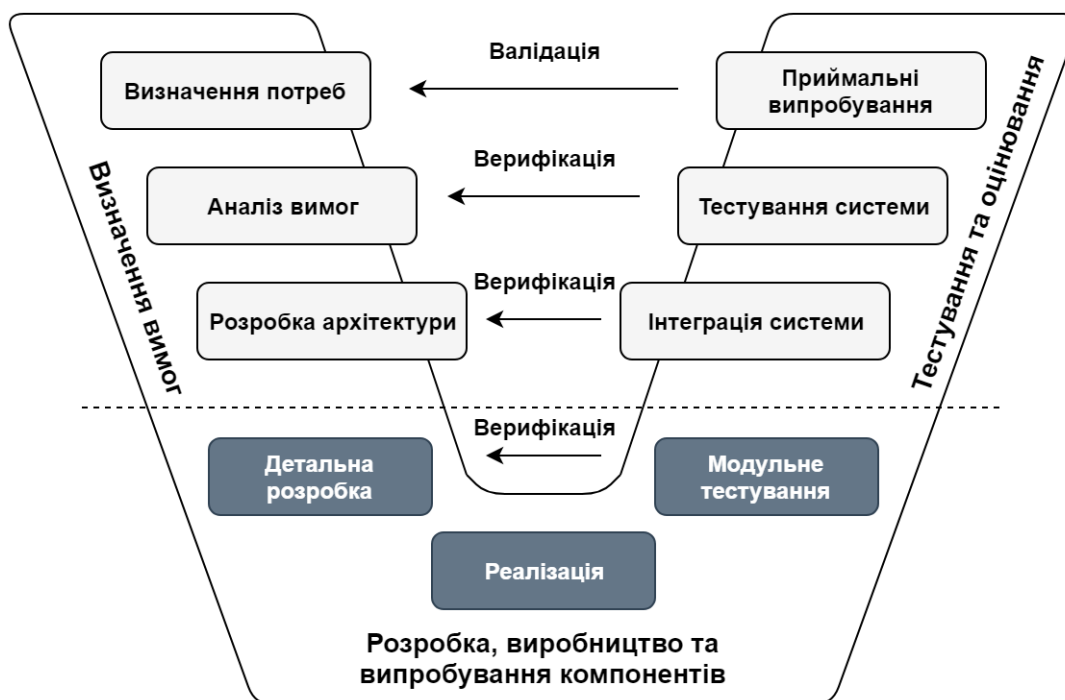 Валідація
Визначення потреб
Приймальні
випробування
Верифікація
Аналіз вимог
Тестування системи
Верифікація
Розробка архітектури
Інтеграція системи
Визначення вимог
Тестування та оцінювання
Верифікація
Детальна
розробка
Модульне
тестування
Реалізація
Розробка, виробництво та
випробування компонентів